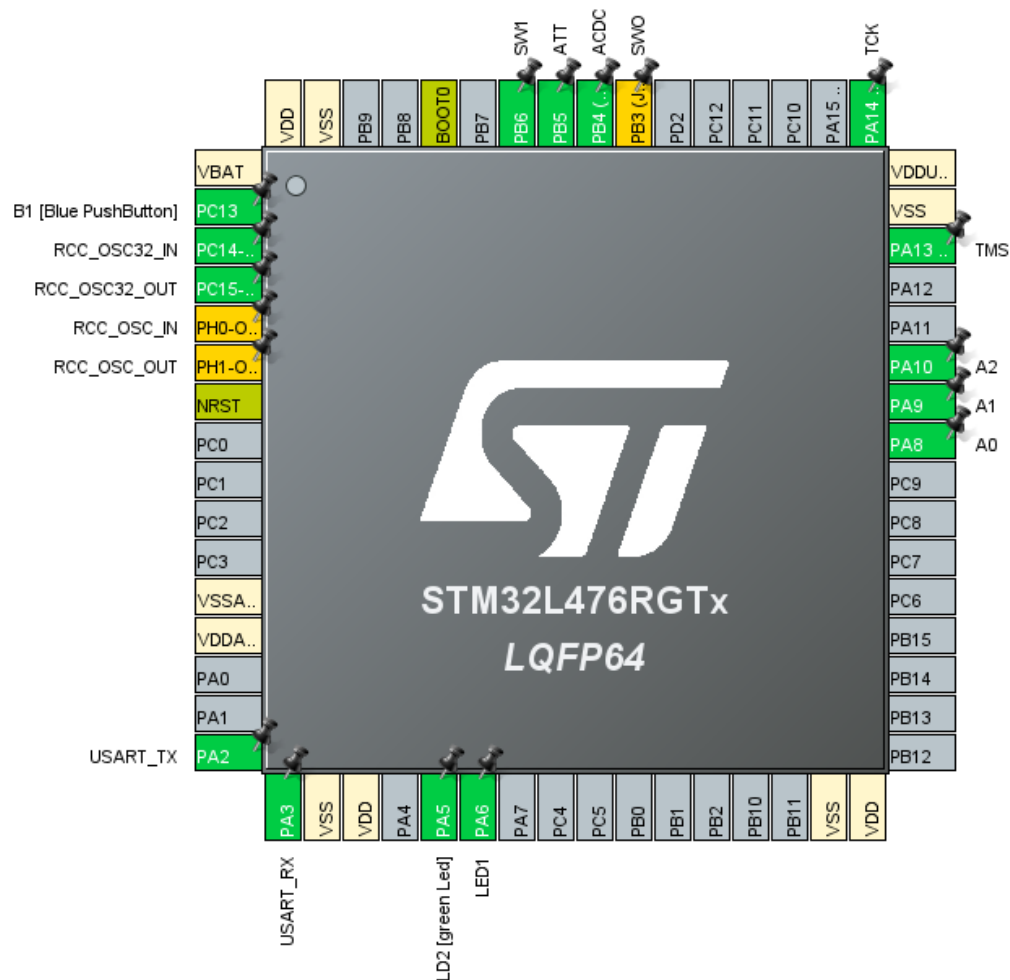 SW1
ATT
ACDC
SWO
TCK
VDD
VSS
PB9
PB8
BOOT0
PB7
PB6
PB5
PB4 (..
PB3 (J..
PD2
PC12
PC11
PC10
PA15 ..
PA14 ..
VBAT
B1 [Blue PushButton] PC13
RCC_OSC32_IN PC14-..
RCC_OSC32_OUT PC15-..
RCC_OSC_IN PH0-O..
RCC_OSC_OUT PH1-O..
NRST
PC0
PC1
PC2
PC3
VSSA..
VDDA..
PA0
PA1
USART_TX PA2
VDDU..
VSS
PA13 .. TMS
PA12
PA11
PA10 A2
PA9 A1
PA8 A0
PC9
PC8
PC7
PC6
PB15
PB14
PB13
PB12
ST
STM32L476RGTx
LQFP64
PA3
VSS
VDD
PA4
PA5
PA6
PA7
PC4
PC5
PB0
PB1
PB2
PB10
PB11
VSS
VDD
USART_RX
LD2 [green Led]
LED1